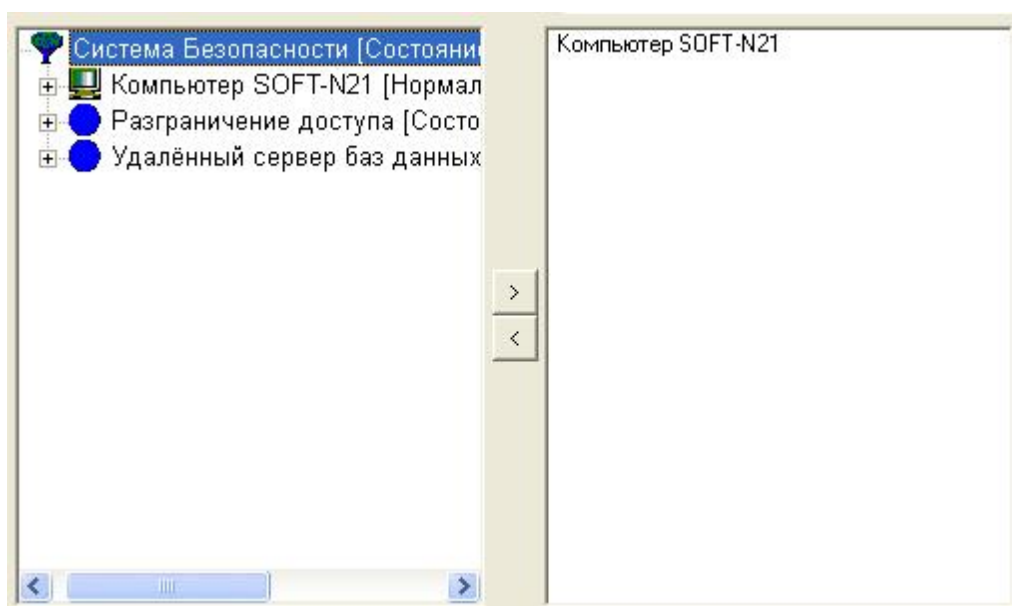 Система Безопасности [Состояни
Компьютер SOFT-N21 [Нормал
Разграничение доступа [Состо
Удалённый сервер баз данных
Компьютер SOFT-N21
>
<